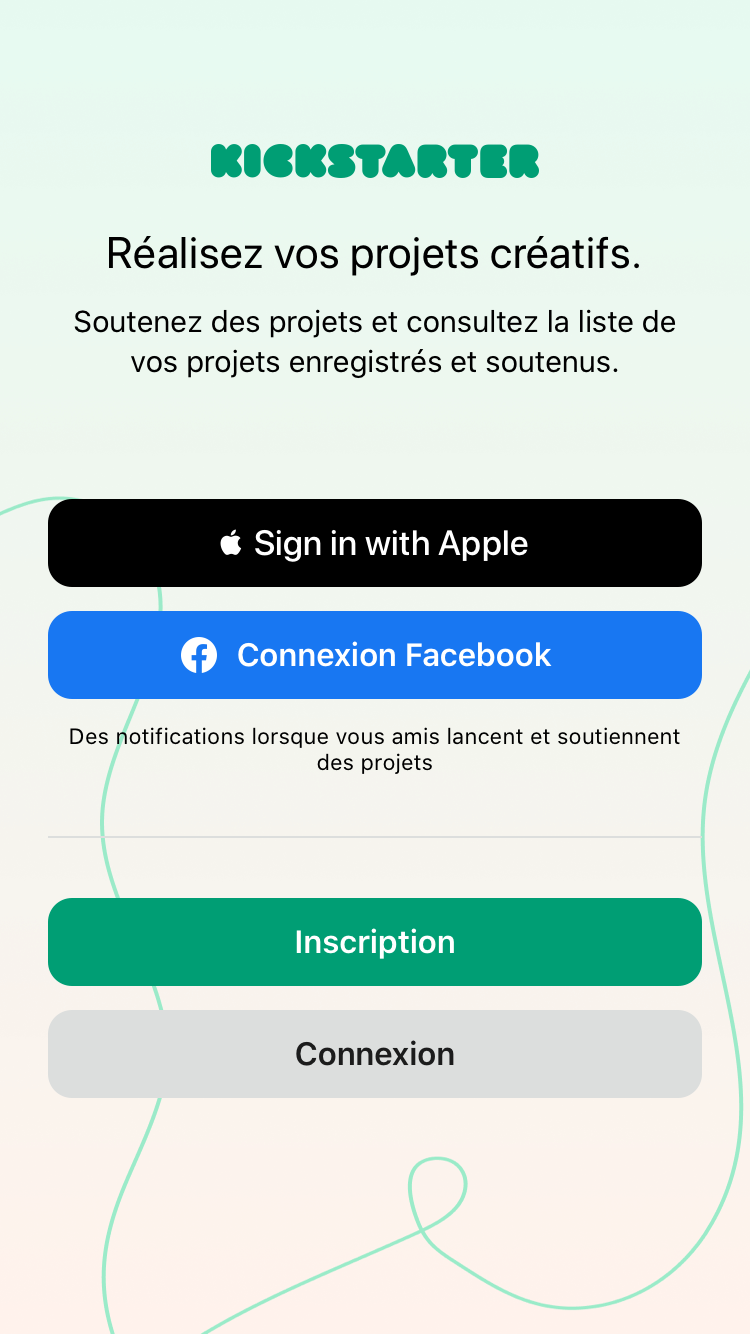 KICKSTARTER
Réalisez vos projets créatifs.
Soutenez des projets et consultez la liste de
vos projets enregistrés et soutenus.
Sign in with Apple
Connexion Facebook
Des notifications lorsque vous amis lancent et soutiennent
des projets
Inscription
Connexion